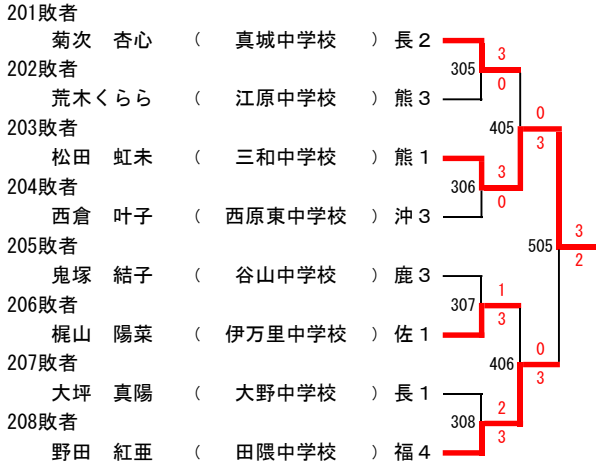 201敗者
菊次　杏心　（　真城中学校　）長２
3
202敗者
305
0
荒木くらら　（　江原中学校　）熊３
0
203敗者
405
3
松田　虹未　（　三和中学校　）熊１
3
204敗者
306
0
西倉　叶子　（　西原東中学校　）沖３
3
205敗者
505
2
鬼塚　結子　（　谷山中学校　）鹿３
1
206敗者
307
3
梶山　陽菜　（　伊万里中学校　）佐１
0
207敗者
406
3
大坪　真陽　（　大野中学校　）長１
2
208敗者
308
3
野田　紅亜　（　田隈中学校　）福４